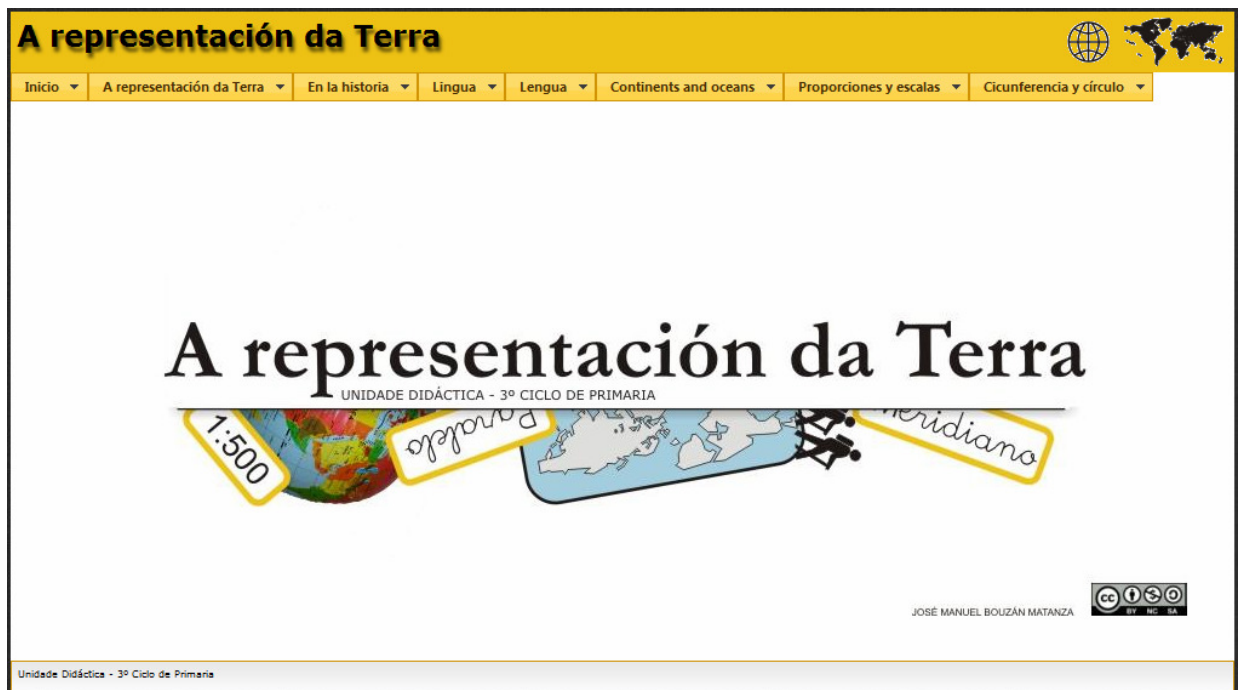 A representación da Terra
Inicio A representación da Terra En la historia Lingua Lengua Continents and oceans Proporciones y escalas Cicunferencia y círculo
A representación da Terra
UNIDADE DIDÁCTICA - 3º CICLO DE PRIMARIA
1:500
Paralelo
Meridiano
JOSÉ MANUEL BOUZÁN MATANZA
cc BY NC SA
Unidade Didáctica - 3º Ciclo de Primaria